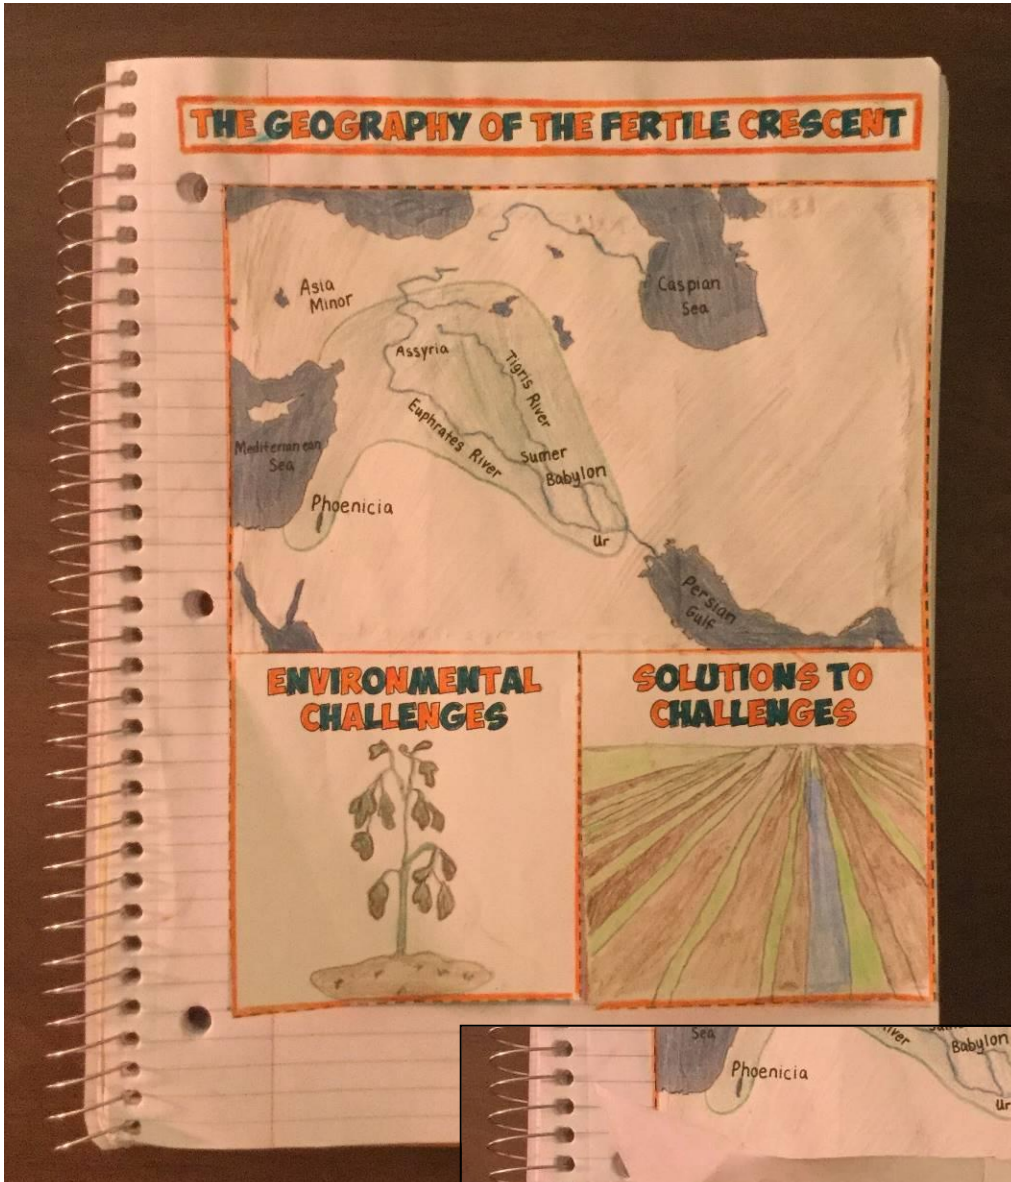 THE GEOGRAPHY OF THE FERTILE CRESCENT
Asia
Minor
Caspian
Sea
Assyria
Tigris River
Euphrates River
Mediterranean
Sea
Sumer
Babylon
Phoenicia
Ur
Persian
Gulf
ENVIRONMENTAL
CHALLENGES
SOLUTIONS TO
CHALLENGES
Sea
River
Babylon
Phoenicia
Ur